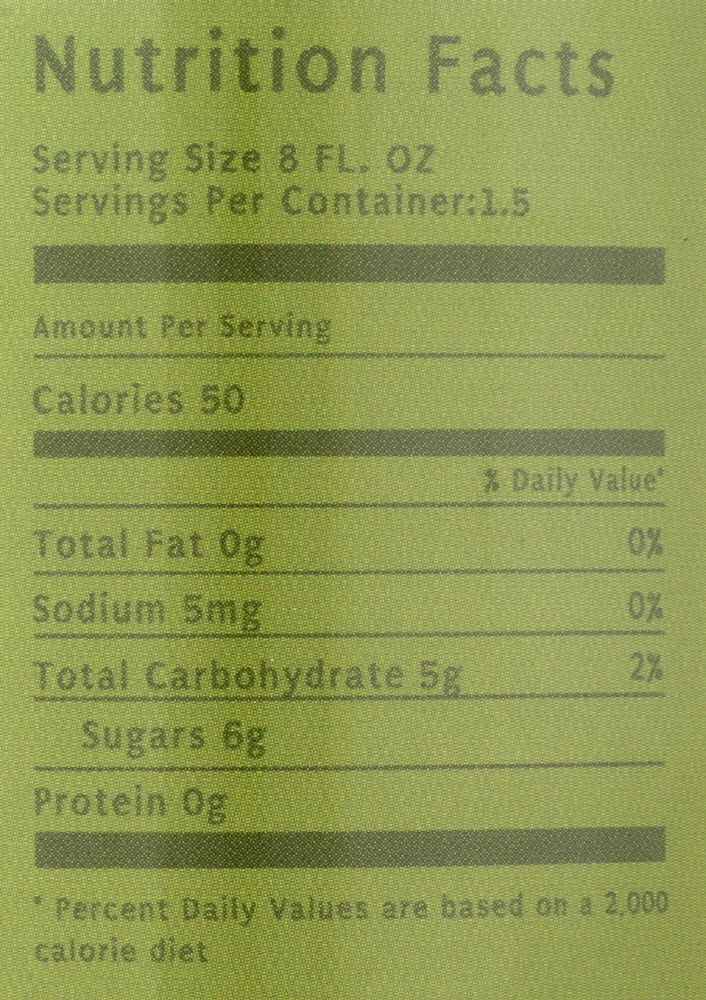 Nutrition Facts
Serving Size 8 FL. OZ
Servings Per Container:1.5
Amount Per Serving
Calories 50
% Daily Value*
Total Fat 0g 0%
Sodium 5mg 0%
Total Carbohydrate 5g 2%
Sugars 6g
Protein 0g
* Percent Daily Values are based on a 2,000
calorie diet